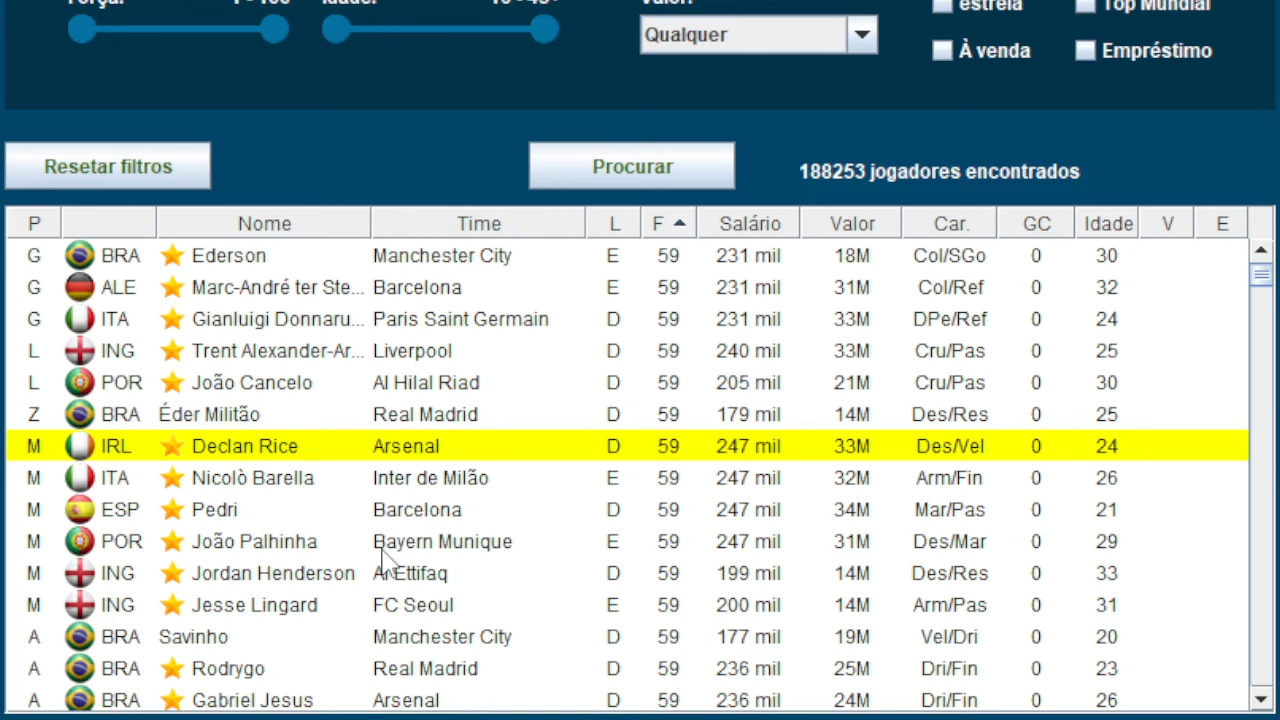 Valor:
estrela Top Mundial
Qualquer
À venda Empréstimo
Resetar filtros Procurar 188253 jogadores encontrados
P Nome Time L F Salário Valor Car. GC Idade V E
G BRA Ederson Manchester City E 59 231 mil 18M Col/SGo 0 30
G ALE Marc-André ter Ste... Barcelona E 59 231 mil 31M Col/Ref 0 32
G ITA Gianluigi Donnaru... Paris Saint Germain D 59 231 mil 33M DPe/Ref 0 24
L ING Trent Alexander-Ar... Liverpool D 59 240 mil 33M Cru/Pas 0 25
L POR João Cancelo Al Hilal Riad D 59 205 mil 21M Cru/Pas 0 30
Z BRA Éder Militão Real Madrid D 59 179 mil 14M Des/Res 0 25
M IRL Declan Rice Arsenal D 59 247 mil 33M Des/Vel 0 24
M ITA Nicolò Barella Inter de Milão E 59 247 mil 32M Arm/Fin 0 26
M ESP Pedri Barcelona D 59 247 mil 34M Mar/Pas 0 21
M POR João Palhinha Bayern Munique E 59 247 mil 31M Des/Mar 0 29
M ING Jordan Henderson Al Ettifaq D 59 199 mil 14M Des/Res 0 33
M ING Jesse Lingard FC Seoul E 59 200 mil 14M Arm/Pas 0 31
A BRA Savinho Manchester City D 59 177 mil 19M Vel/Dri 0 20
A BRA Rodrygo Real Madrid D 59 236 mil 25M Dri/Fin 0 23
A BRA Gabriel Jesus Arsenal D 59 236 mil 24M Dri/Fin 0 26